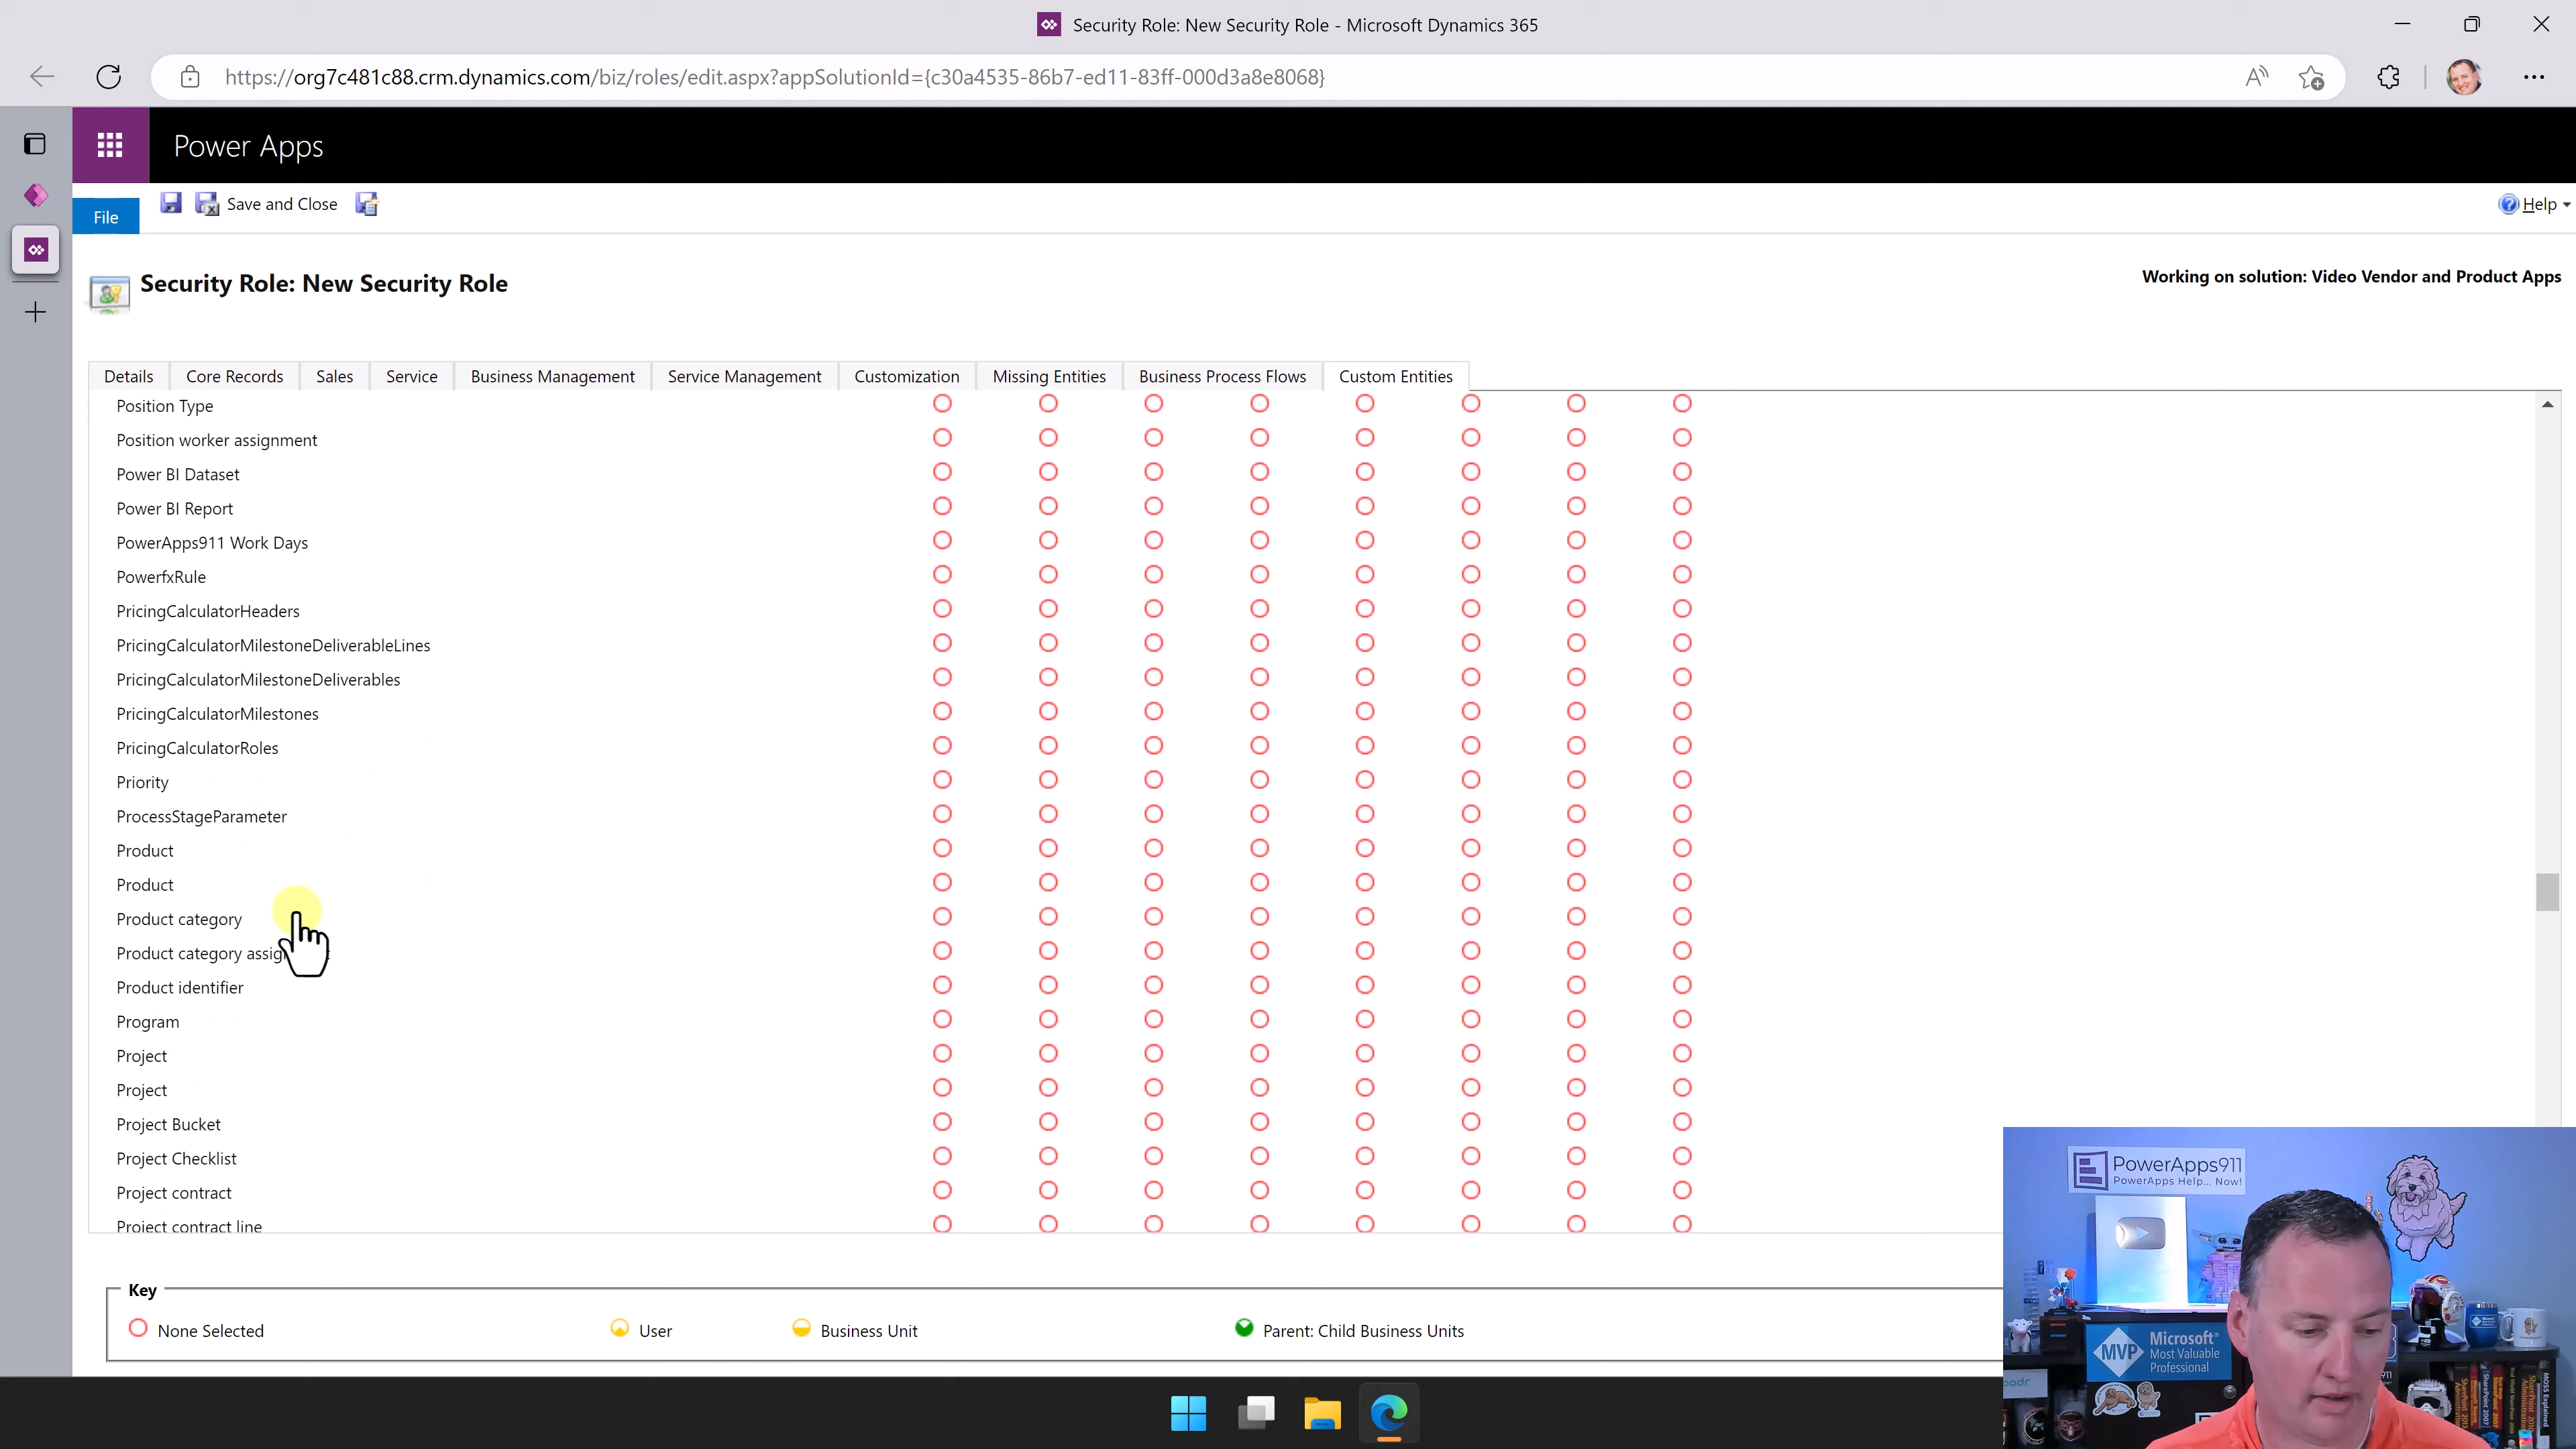 Security Role: New Security Role - Microsoft Dynamics 365
https://org7c481c88.crm.dynamics.com/biz/roles/edit.aspx?appSolutionId={c30a4535-86b7-ed11-83ff-000d3a8e8068}
Power Apps
File
Save and Close
Help
Security Role: New Security Role
Working on solution: Video Vendor and Product Apps
Details
Core Records
Sales
Service
Business Management
Service Management
Customization
Missing Entities
Business Process Flows
Custom Entities
Position Type
Position worker assignment
Power BI Dataset
Power BI Report
PowerApps911 Work Days
PowerfxRule
PricingCalculatorHeaders
PricingCalculatorMilestoneDeliverableLines
PricingCalculatorMilestoneDeliverables
PricingCalculatorMilestones
PricingCalculatorRoles
Priority
ProcessStageParameter
Product
Product
Product category
Product category
Product identifier
Program
Project
Project
Project Bucket
Project Checklist
Project contract
Project contract line
Key
None Selected
User
Business Unit
Parent: Child Business Units
PowerApps911
PowerApps Help... Now!
MVP
Microsoft®
Most Valuable
Professional